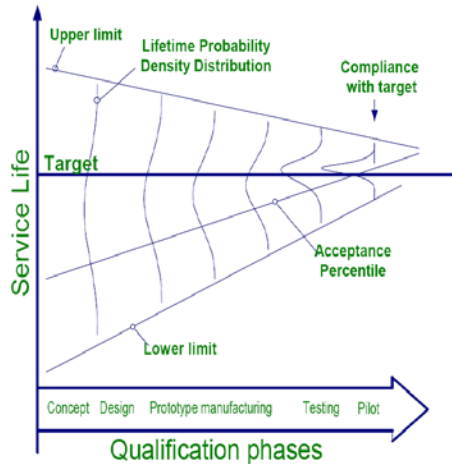 Upper limit
Lifetime Probability
Density Distribution
Compliance
with target
Target
Service Life
Acceptance
Percentile
Lower limit
Concept Design Prototype manufacturing Testing Pilot
Qualification phases